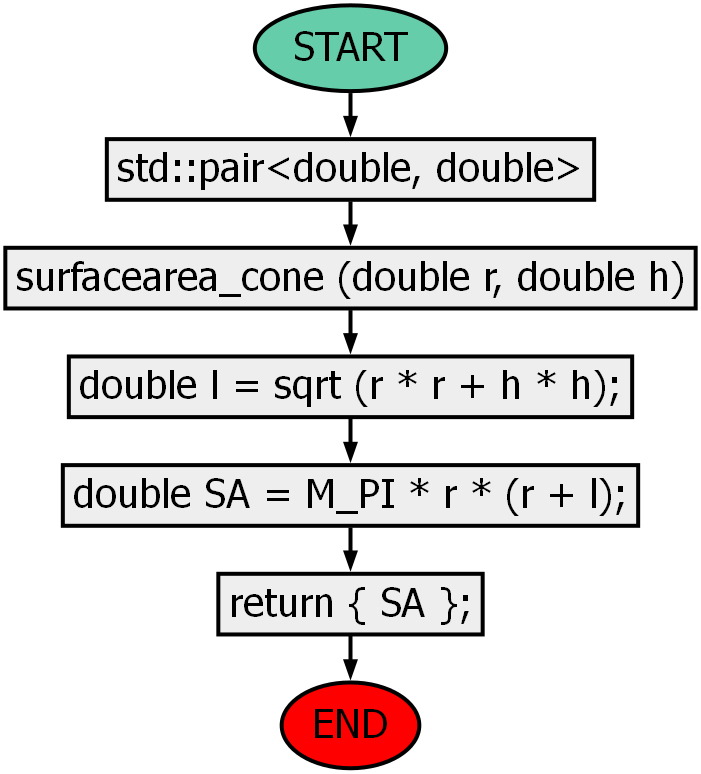 START
std::pair<double, double>
surfacearea_cone (double r, double h)
double l = sqrt (r * r + h * h);
double SA = M_PI * r * (r + l);
return { SA };
END